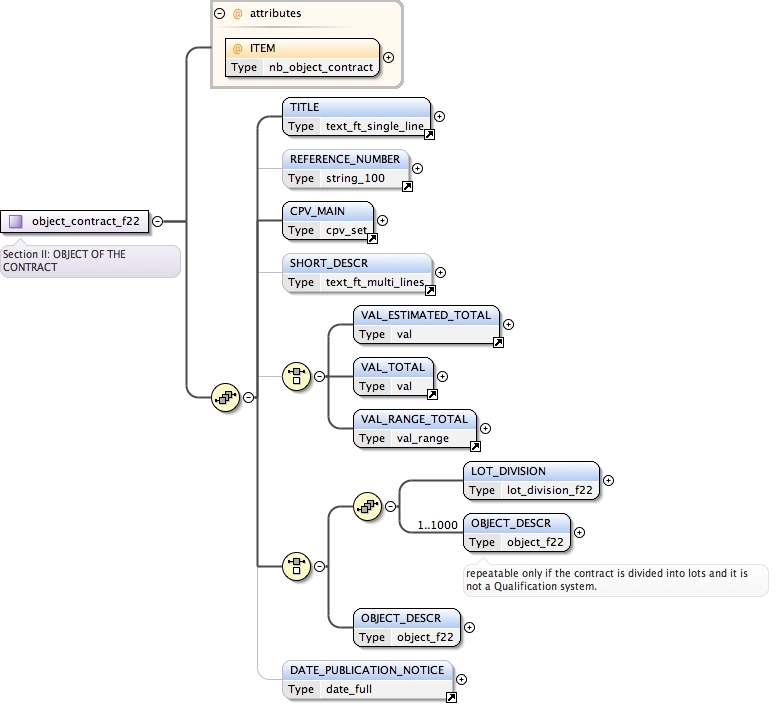 @ attributes
@ ITEM
Type nb_object_contract
TITLE
Type text_ft_single_line
REFERENCE_NUMBER
Type string_100
object_contract_f22
Section II: OBJECT OF THE
CONTRACT
CPV_MAIN
Type cpv_set
SHORT_DESCR
Type text_ft_multi_lines
VAL_ESTIMATED_TOTAL
Type val
VAL_TOTAL
Type val
VAL_RANGE_TOTAL
Type val_range
LOT_DIVISION
Type lot_division_f22
1..1000
OBJECT_DESCR
Type object_f22
repeatable only if the contract is divided into lots and it is
not a Qualification system.
OBJECT_DESCR
Type object_f22
DATE_PUBLICATION_NOTICE
Type date_full